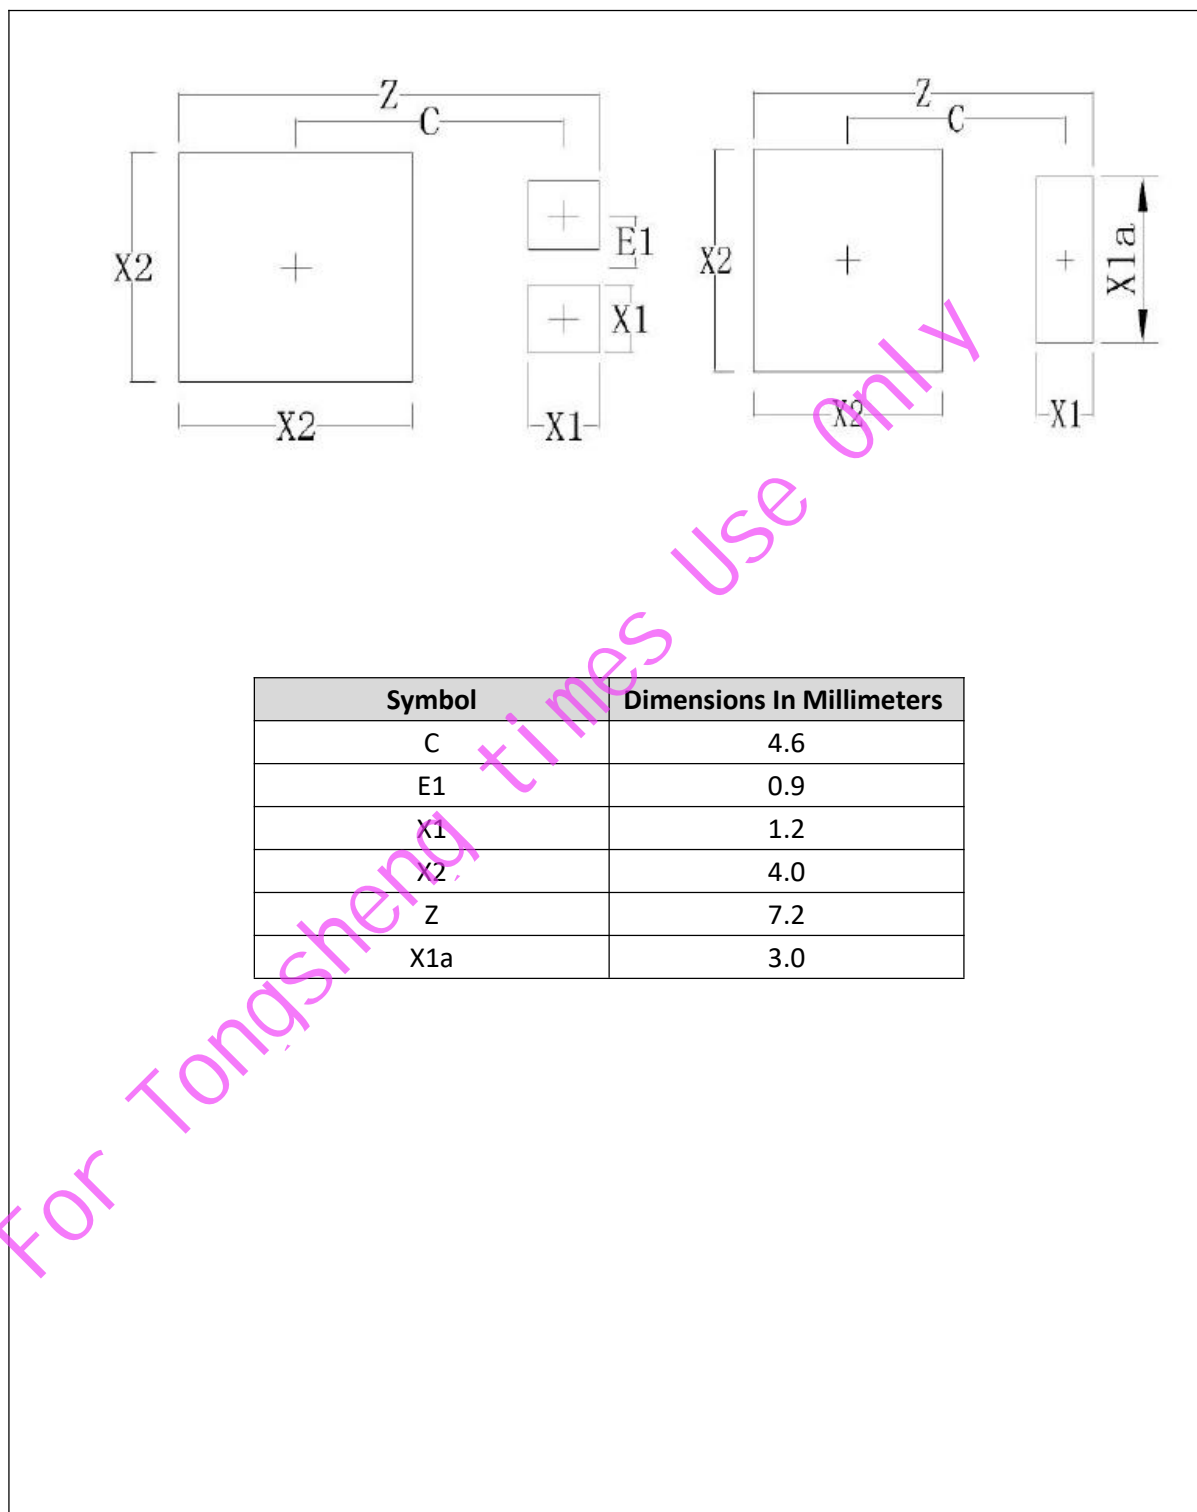 Z
C
X2
E1
X1
X2
X1
Z
C
X2
X1a
X2
X1
Symbol Dimensions In Millimeters
C 4.6
E1 0.9
X1 1.2
X2 4.0
Z 7.2
X1a 3.0
For Tongsheng times Use Only